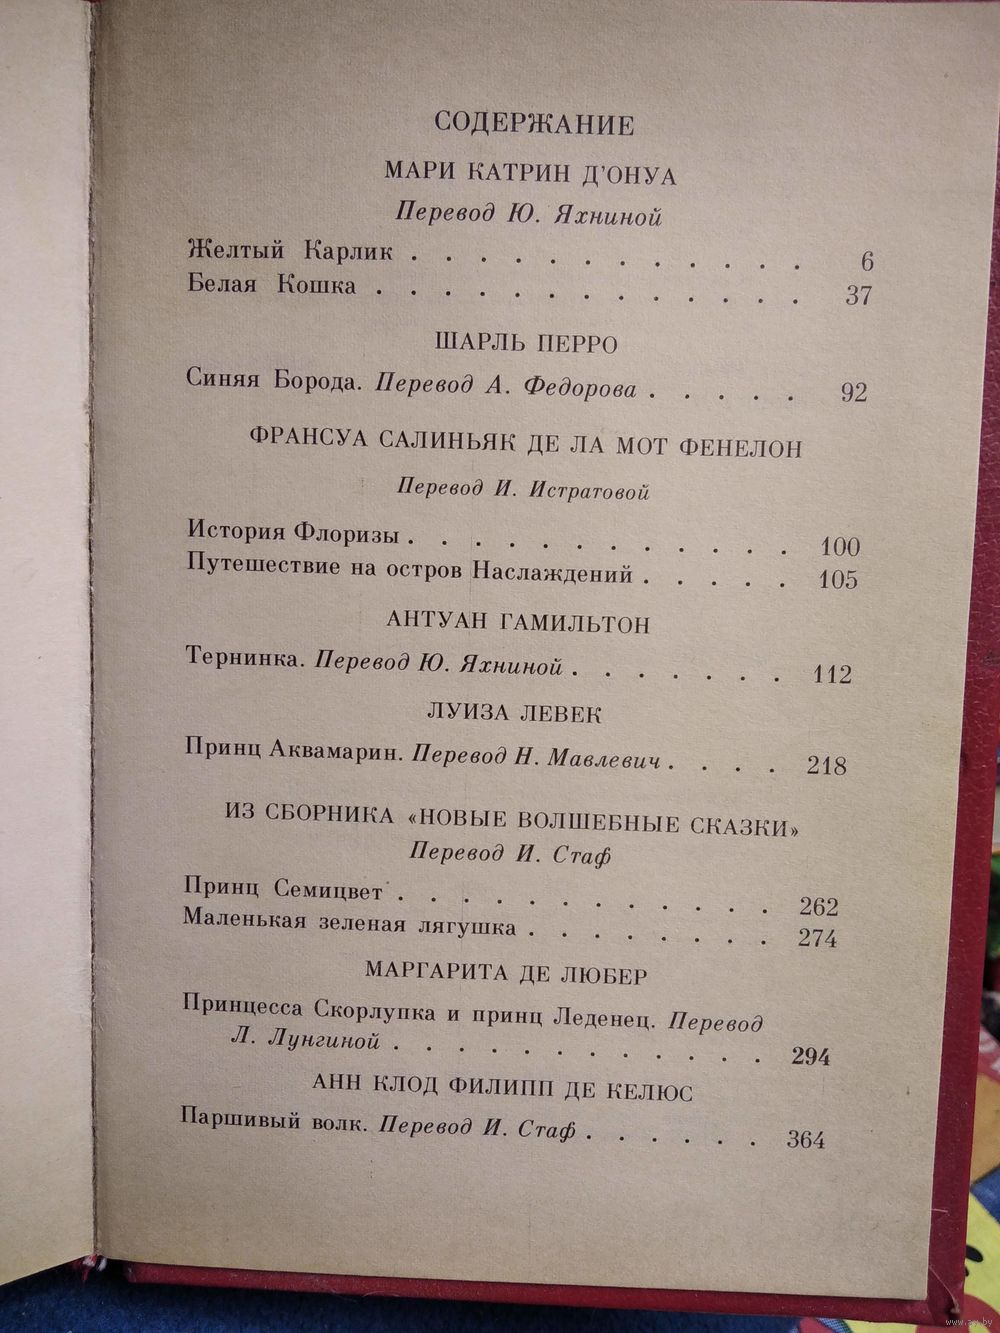 СОДЕРЖАНИЕ
МАРИ КАТРИН Д'ОНУА
Перевод Ю. Яхниной
Желтый Карлик . . . . . . . . . . . . 6
Белая Кошка . . . . . . . . . . . . . 37
ШАРЛЬ ПЕРРО
Синяя Борода. Перевод А. Федорова . . . . . 92
ФРАНСУА САЛИНЬЯК ДЕ ЛА МОТ ФЕНЕЛОН
Перевод И. Истратовой
История Флоризы . . . . . . . . . . . . 100
Путешествие на остров Наслаждений . . . . . 105
АНТУАН ГАМИЛЬТОН
Тернинка. Перевод Ю. Яхниной . . . . . . . 112
ЛУИЗА ЛЕВЕК
Принц Аквамарин. Перевод Н. Мавлевич . . . . 218
ИЗ СБОРНИКА «НОВЫЕ ВОЛШЕБНЫЕ СКАЗКИ»
Перевод И. Стаф
Принц Семицвет . . . . . . . . . . . . 262
Маленькая зеленая лягушка . . . . . . . . 274
МАРГАРИТА ДЕ ЛЮБЕР
Принцесса Скорлупка и принц Леденец. Перевод
Л. Лунгиной . . . . . . . . . . . . 294
АНН КЛОД ФИЛИПП ДЕ КЕЛЮС
Паршивый волк. Перевод И. Стаф . . . . . . 364